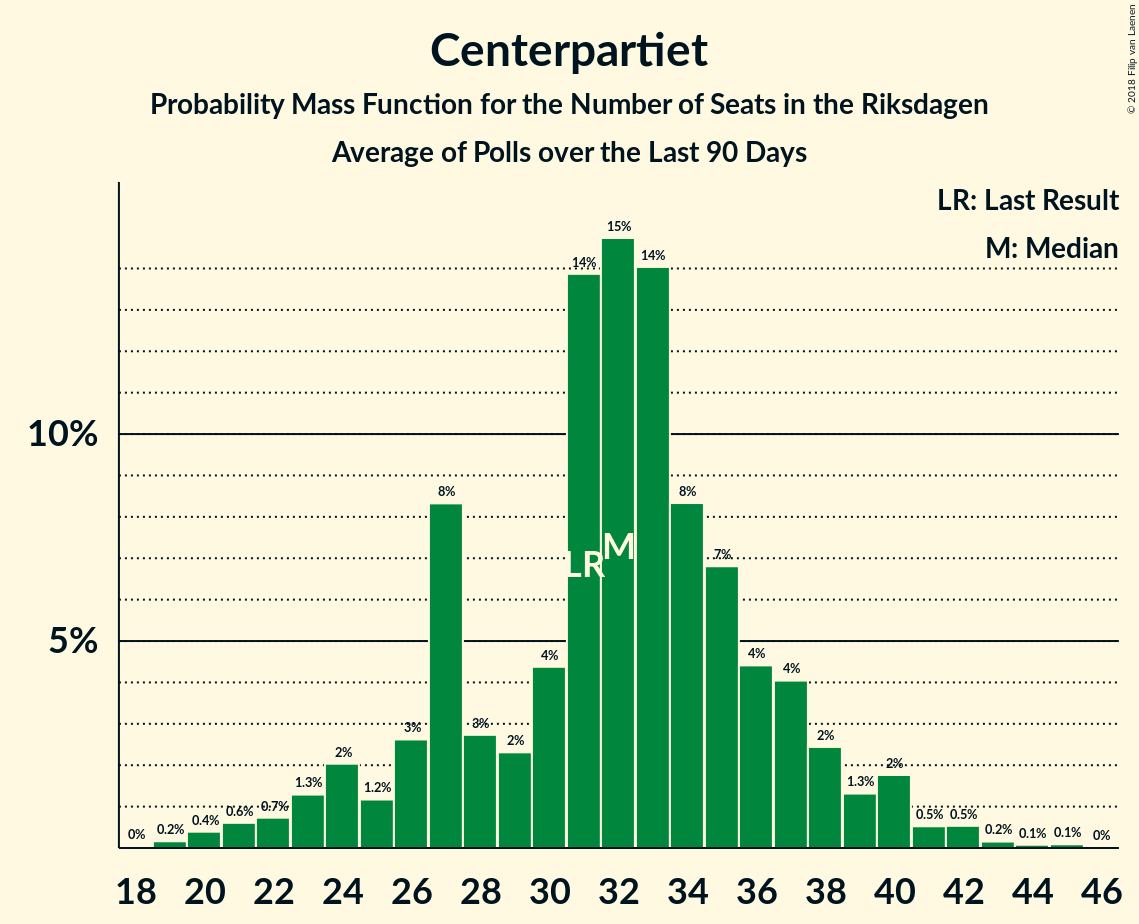 Centerpartiet
Probability Mass Function for the Number of Seats in the Riksdagen
Average of Polls over the Last 90 Days
© 2018 Filip van Laenen
LR: Last Result
M: Median
10%
5%
0% 0.2% 0.4% 0.6% 0.7% 1.3% 2% 1.2% 3% 8% 3% 2% 4% 14% 15% 14% 8% 7% 4% 4% 2% 1.3% 2% 0.5% 0.5% 0.2% 0.1% 0.1% 0%
LR M
18 20 22 24 26 28 30 32 34 36 38 40 42 44 46